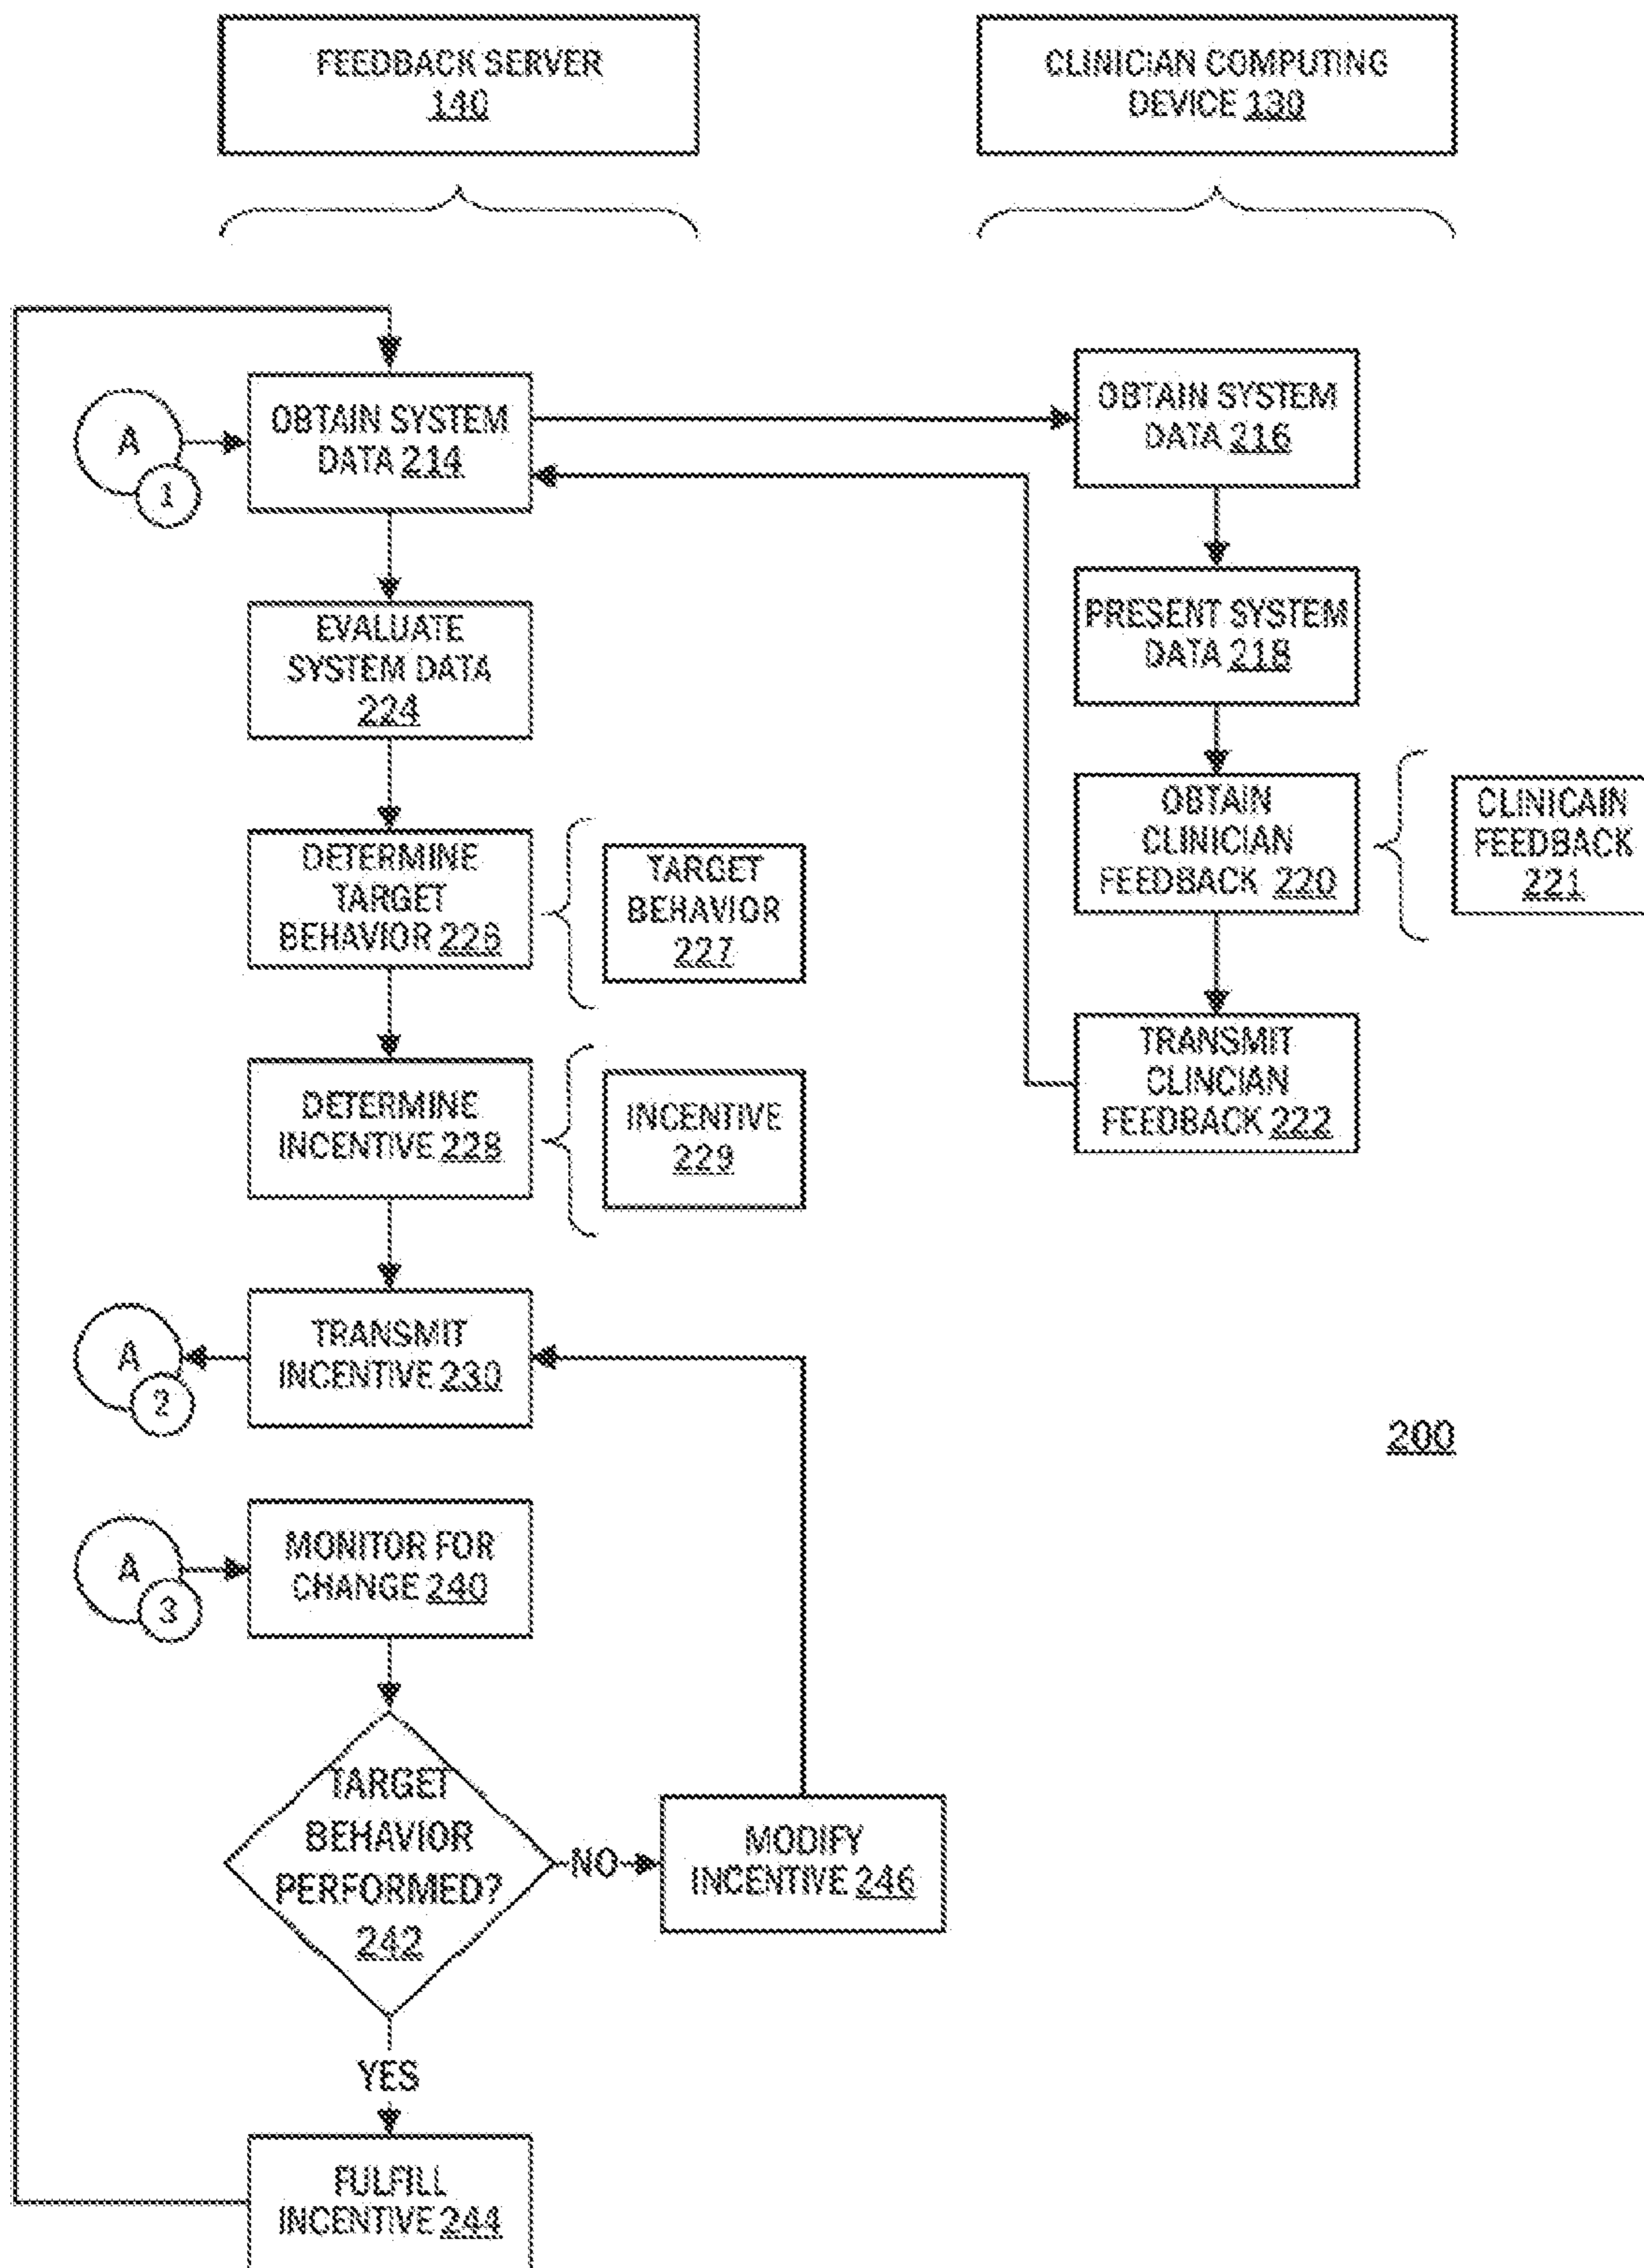 FEEDBACK SERVER
140
CLINICIAN COMPUTING
DEVICE 130
A
1
OBTAIN SYSTEM
DATA 214
OBTAIN SYSTEM
DATA 216
EVALUATE
SYSTEM DATA
224
PRESENT SYSTEM
DATA 218
DETERMINE
TARGET
BEHAVIOR 226
TARGET
BEHAVIOR
227
OBTAIN
CLINICIAN
FEEDBACK 220
CLINICAIN
FEEDBACK
221
DETERMINE
INCENTIVE 228
INCENTIVE
229
TRANSMIT
CLINCIAN
FEEDBACK 222
A
2
TRANSMIT
INCENTIVE 230
200
A
3
MONITOR FOR
CHANGE 240
TARGET
BEHAVIOR
PERFORMED?
242
NO
MODIFY
INCENTIVE 246
YES
FULFILL
INCENTIVE 244